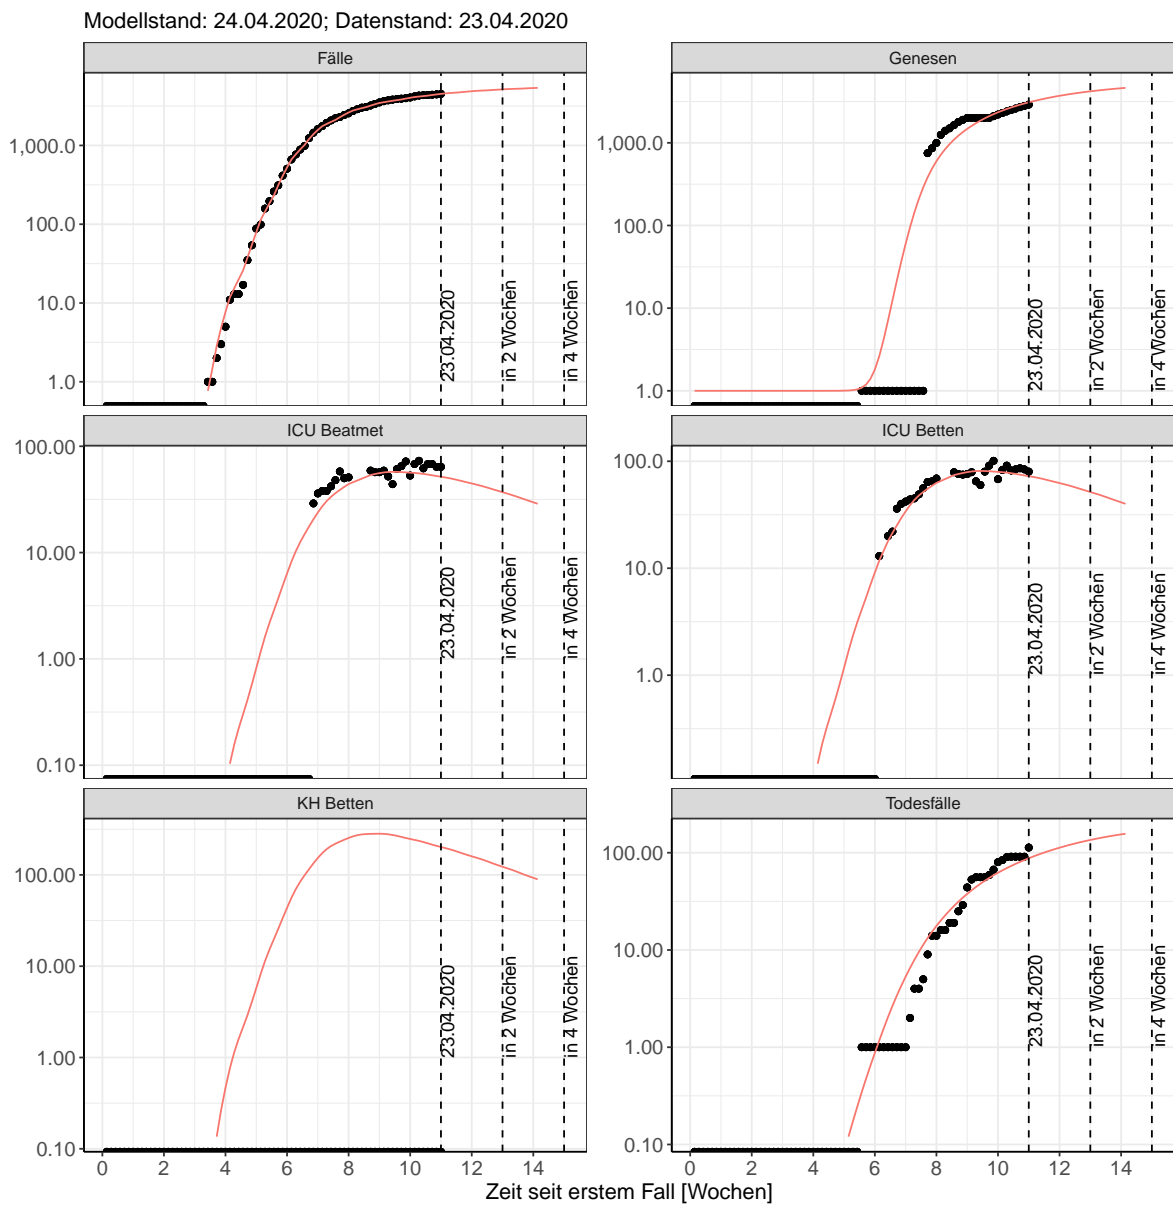 Modellstand: 24.04.2020; Datenstand: 23.04.2020
Fälle
1,000.0
100.0
10.0
1.0
23.04.2020
in 2 Wochen
in 4 Wochen
Genesen
1,000.0
100.0
10.0
1.0
23.04.2020
in 2 Wochen
in 4 Wochen
ICU Beatmet
100.00
10.00
1.00
0.10
23.04.2020
in 2 Wochen
in 4 Wochen
ICU Betten
100.0
10.0
1.0
23.04.2020
in 2 Wochen
in 4 Wochen
KH Betten
100.00
10.00
1.00
0.10
23.04.2020
in 2 Wochen
in 4 Wochen
0 2 4 6 8 10 12 14
Todesfälle
100.00
10.00
1.00
0.10
23.04.2020
in 2 Wochen
in 4 Wochen
0 2 4 6 8 10 12 14
Zeit seit erstem Fall [Wochen]